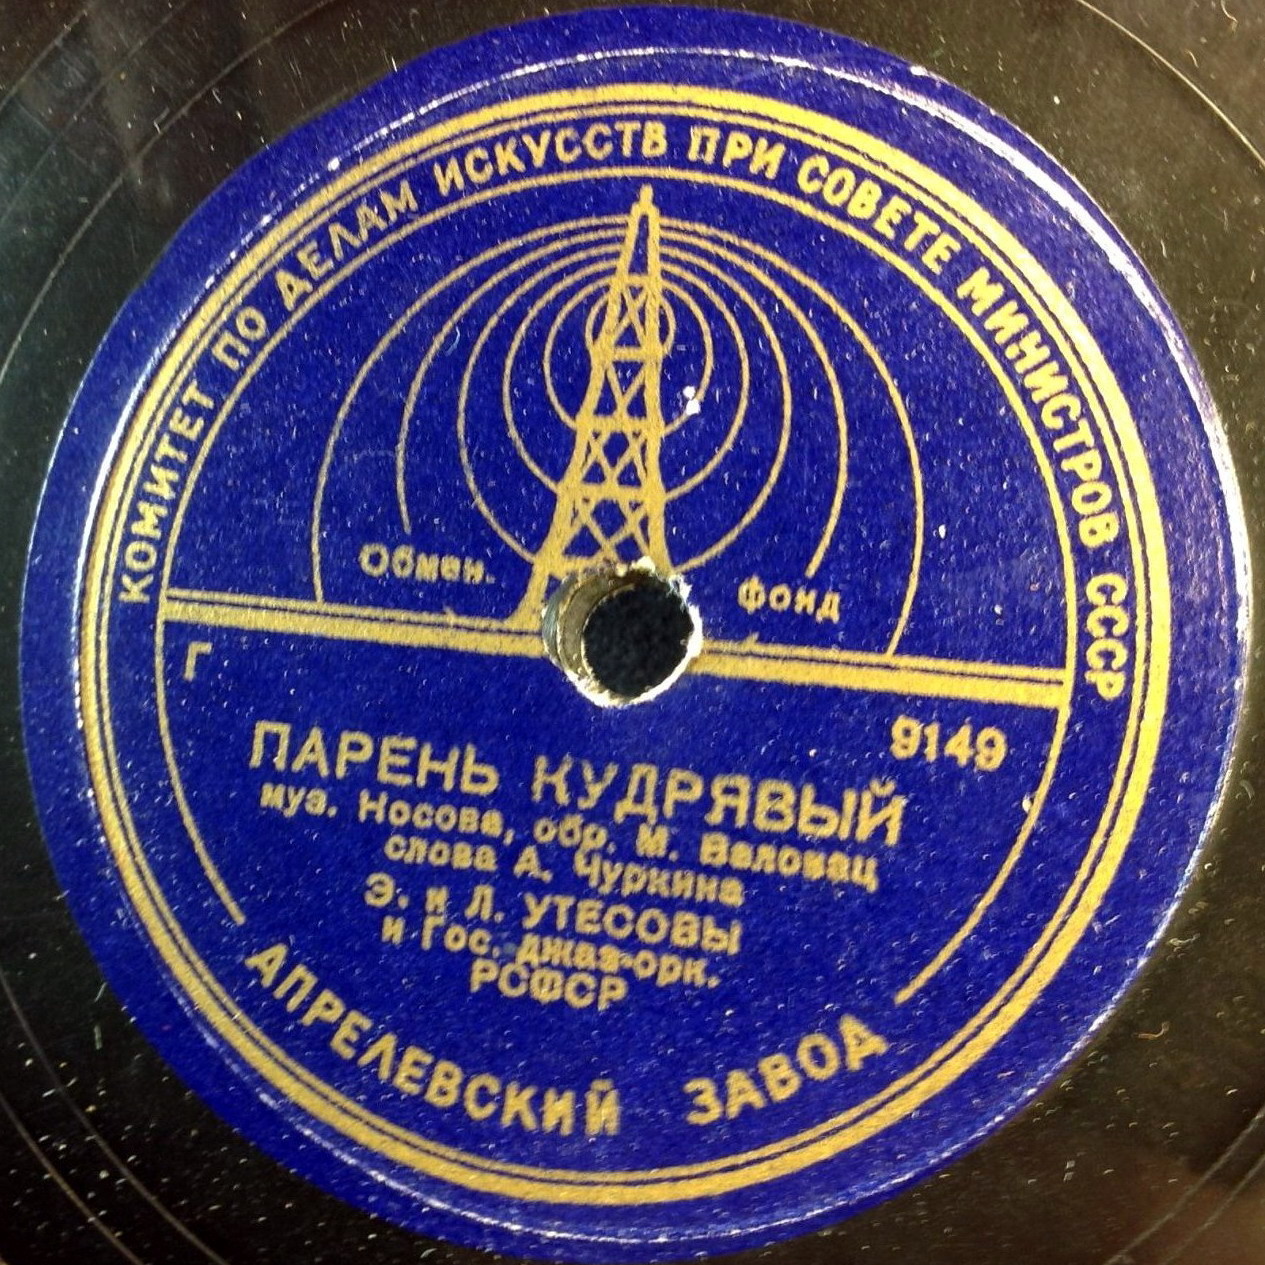 КОМИТЕТ ПО ДЕЛАМ ИСКУССТВ ПРИ СОВЕТЕ МИНИСТРОВ СССР
Обмен. фонд
Г
9149
ПАРЕНЬ КУДРЯВЫЙ
муз. Носова, обр. М. Воловац
слова А. Чуркина
Э. и Л. УТЕСОВЫ
и Гос. джаз-орк.
РСФСР
АПРЕЛЕВСКИЙ ЗАВОД